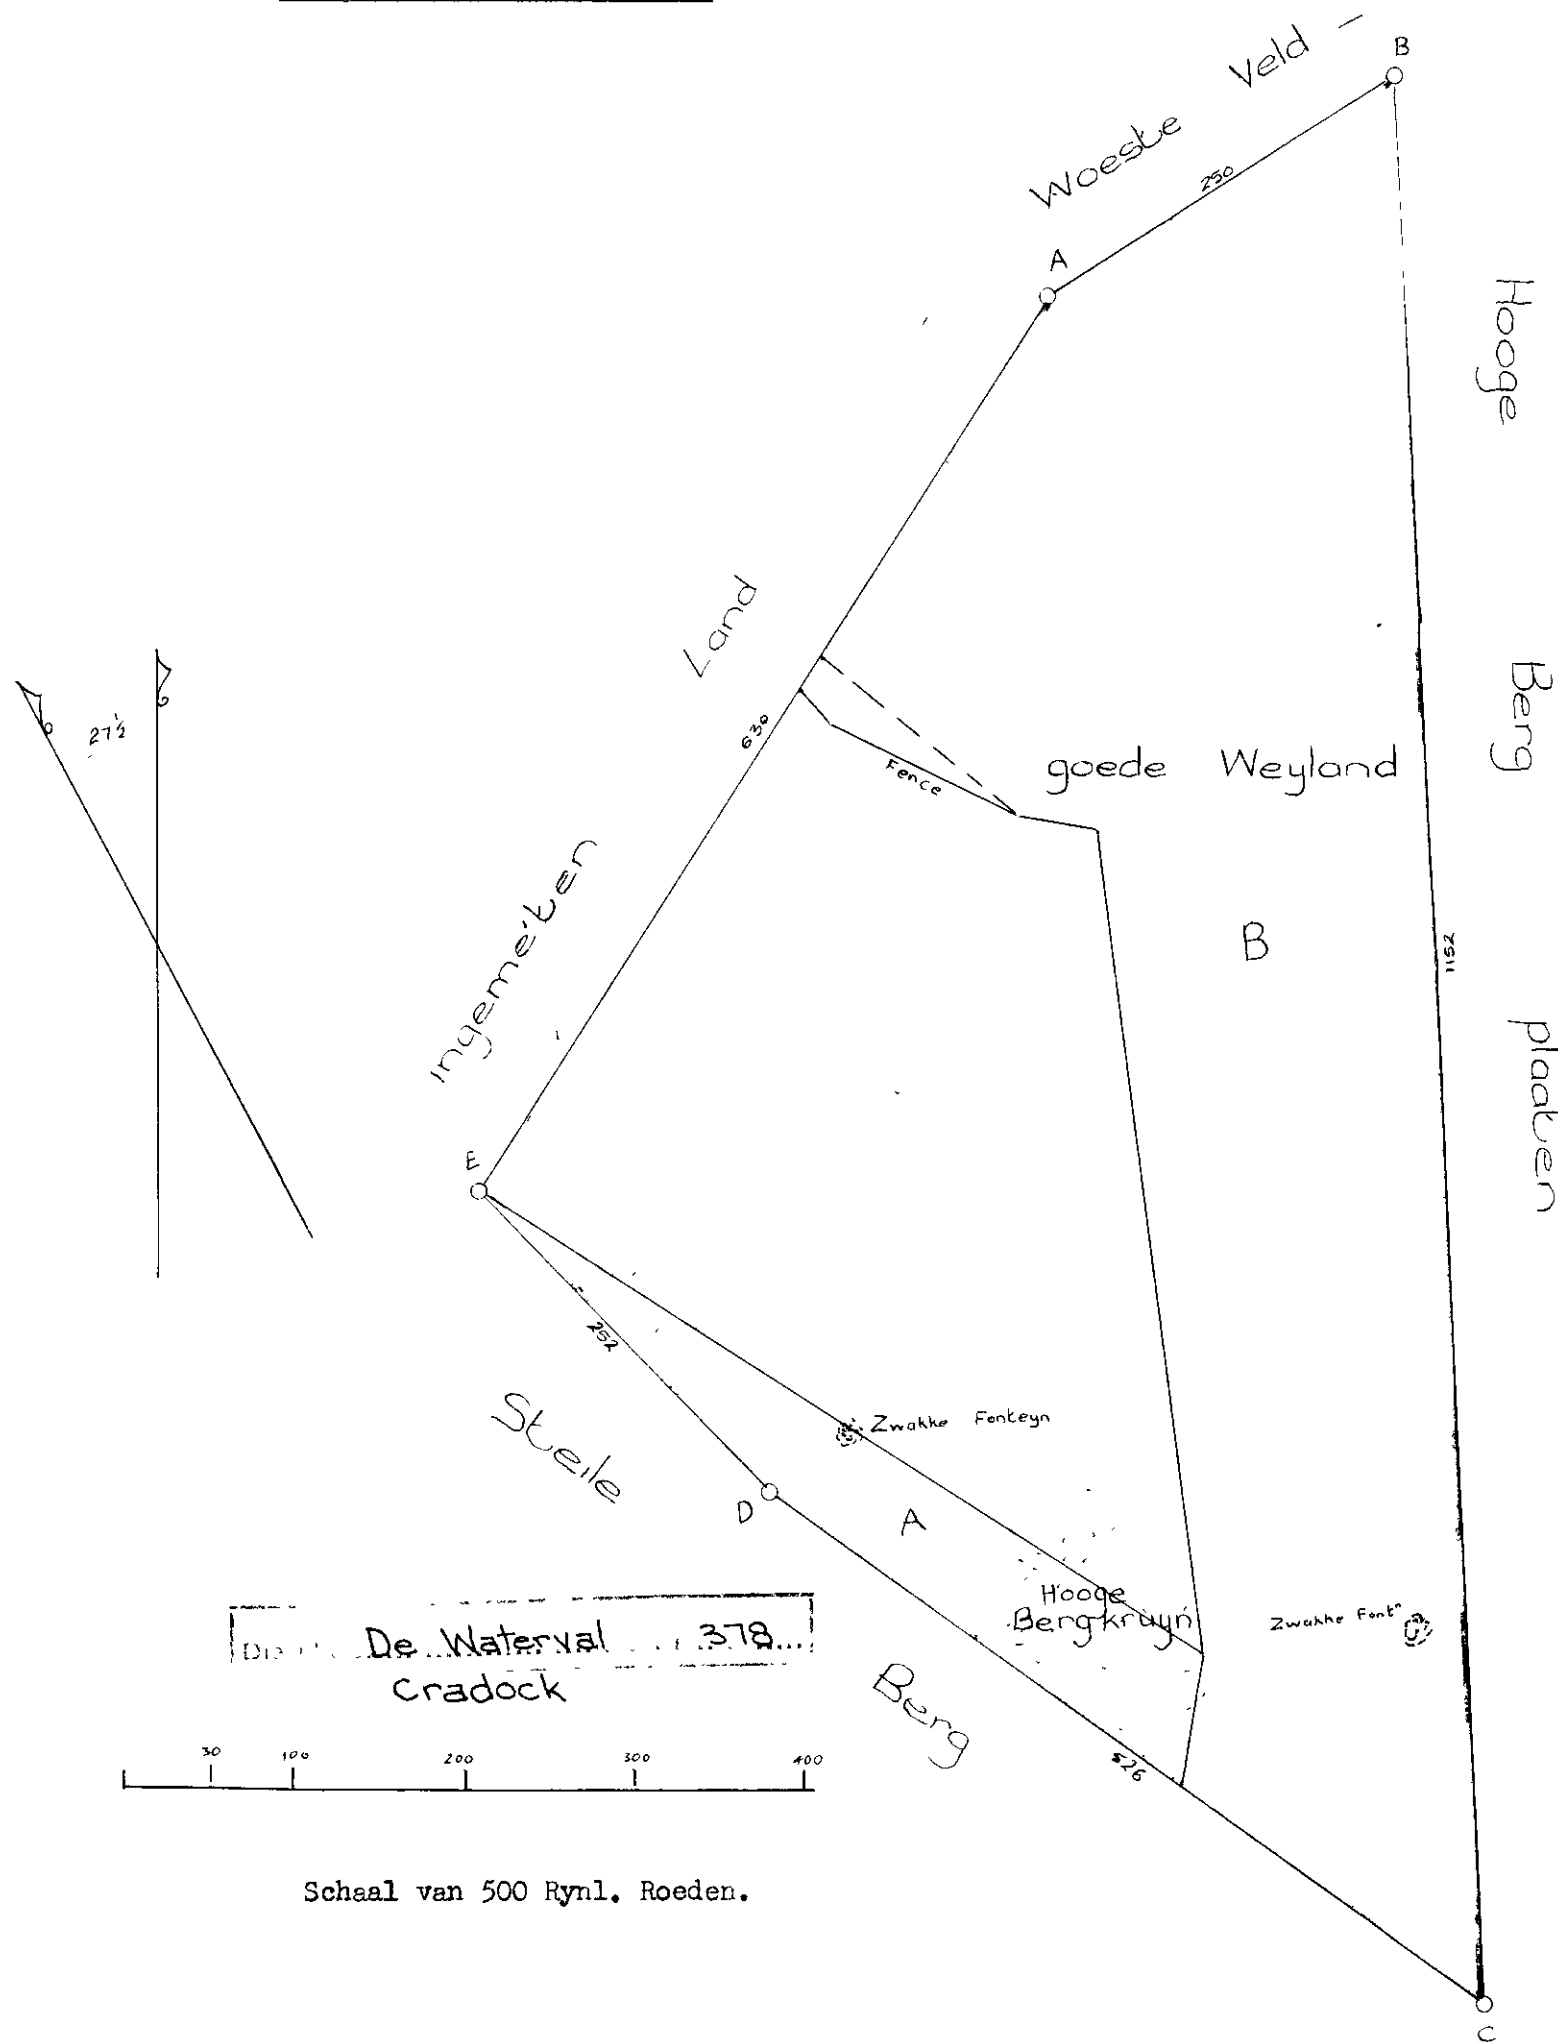 B
Woeste Veld
250
A
Hooge Berg plaaten
Ingemeten Land
630
27½
Fence
goede Weyland
B
1152
E
252
Zwakke Fonteyn
Steile Berg
D
A
Hooge
Bergkruyn
Zwakke Fontⁿ
De Waterval 378
Cradock
526
30 100 200 300 400
Schaal van 500 Rynl. Roeden.
C